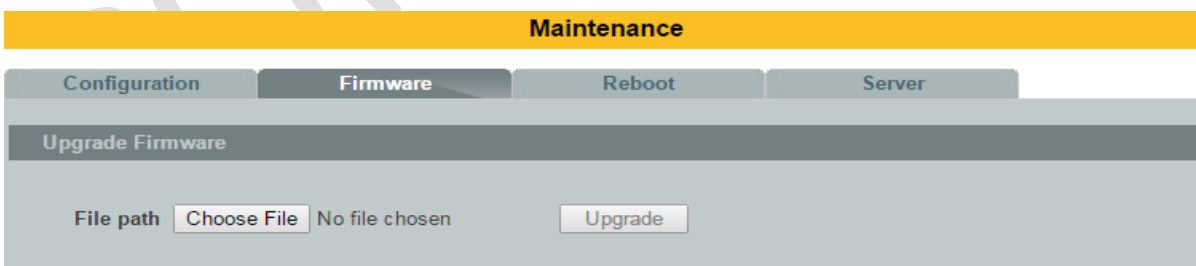 Maintenance
Configuration Firmware Reboot Server
Upgrade Firmware
File path Choose File No file chosen Upgrade